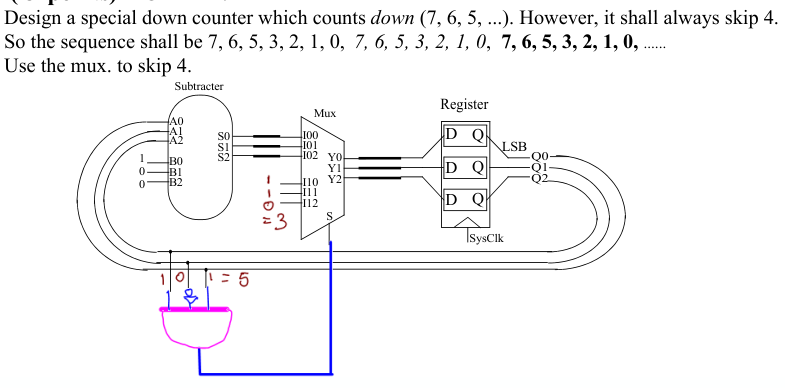 Design a special down counter which counts down (7, 6, 5, ...). However, it shall always skip 4.
So the sequence shall be 7, 6, 5, 3, 2, 1, 0, 7, 6, 5, 3, 2, 1, 0, 7, 6, 5, 3, 2, 1, 0, ......
Use the mux. to skip 4.
Subtracter
Mux
Register
A0
A1
A2
S0
S1
S2
1 B0
0 B1
0 B2
I00
I01
I02
Y0
Y1
Y2
1 I10
1 I11
0 I12
= 3
S
D Q
D Q
D Q
LSB
Q0
Q1
Q2
SysClk
1 0 1 = 5